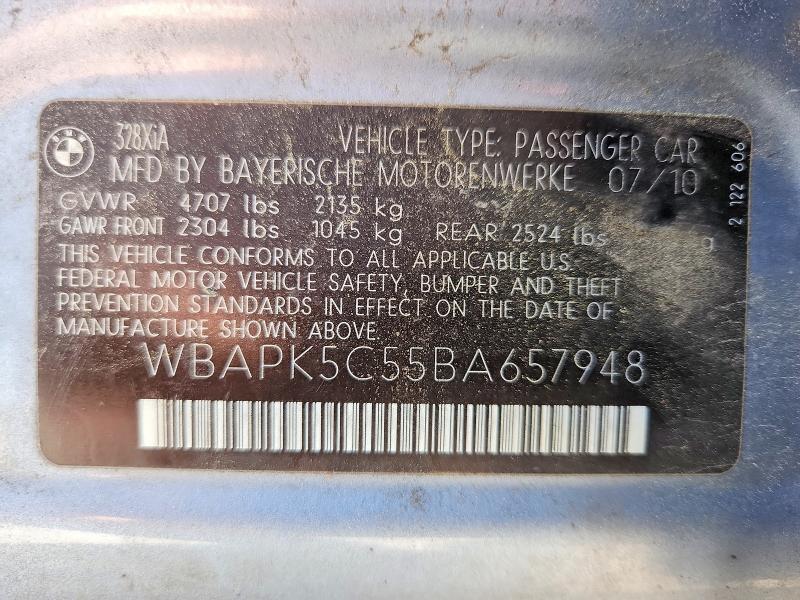 BMW
328XiA VEHICLE TYPE: PASSENGER CAR
MFD BY BAYERISCHE MOTORENWERKE 07/10
GVWR 4707 lbs 2135 kg
GAWR FRONT 2304 lbs 1045 kg REAR 2524 lbs g
THIS VEHICLE CONFORMS TO ALL APPLICABLE U.S.
FEDERAL MOTOR VEHICLE SAFETY, BUMPER AND THEFT
PREVENTION STANDARDS IN EFFECT ON THE DATE OF
MANUFACTURE SHOWN ABOVE.
WBAPK5C55BA657948
2 122 606